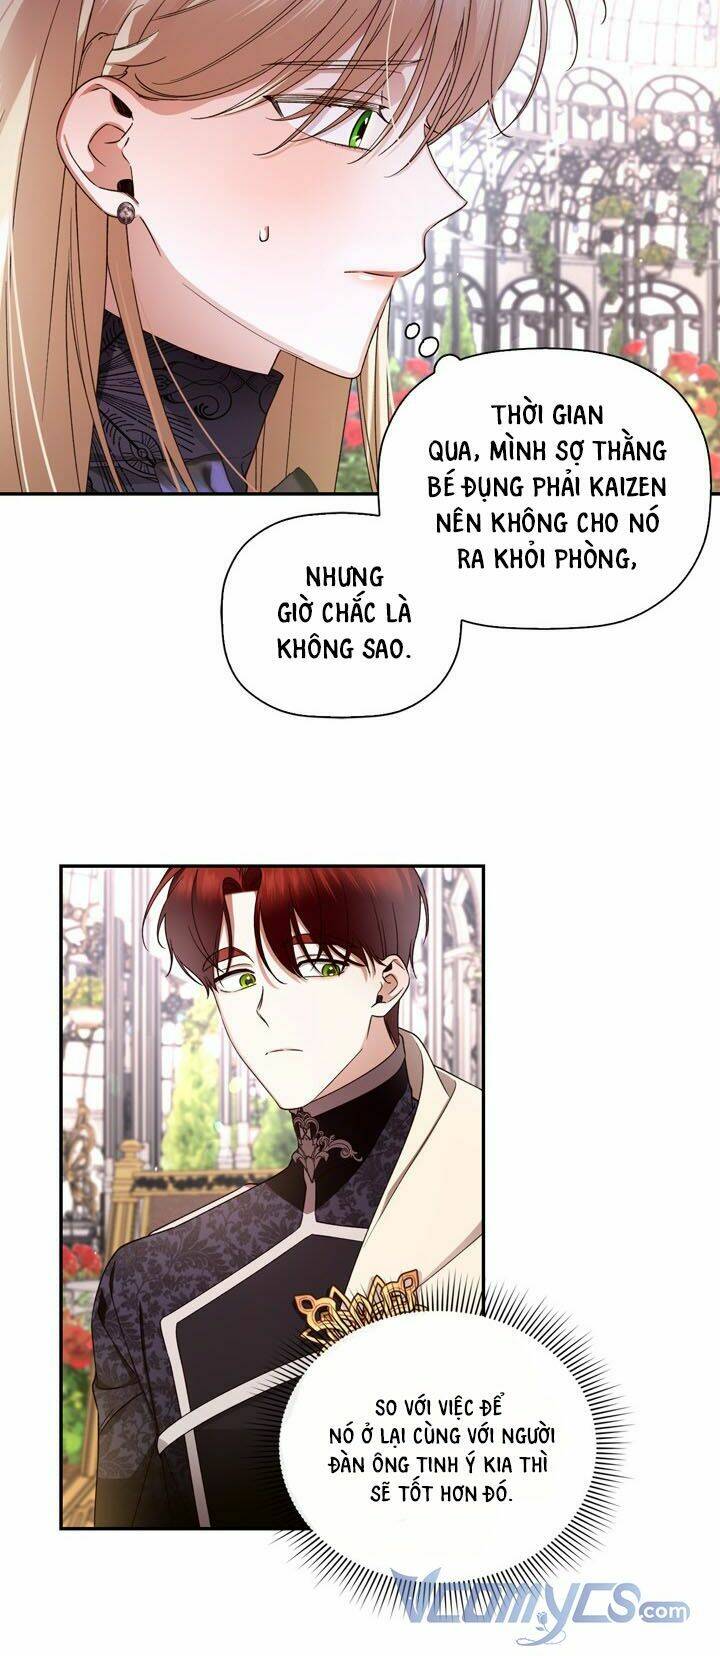 THỜI GIAN
QUA, MÌNH SỢ THẰNG
BÉ ĐỤNG PHẢI KAIZEN
NÊN KHÔNG CHO NÓ
RA KHỎI PHÒNG,
NHƯNG
GIỜ CHẮC LÀ
KHÔNG SAO.
SO VỚI VIỆC ĐỂ
NÓ Ở LẠI CÙNG VỚI NGƯỜI
ĐÀN ÔNG TINH Ý KIA THÌ
SẼ TỐT HƠN ĐÓ.
VCOMYCS.com